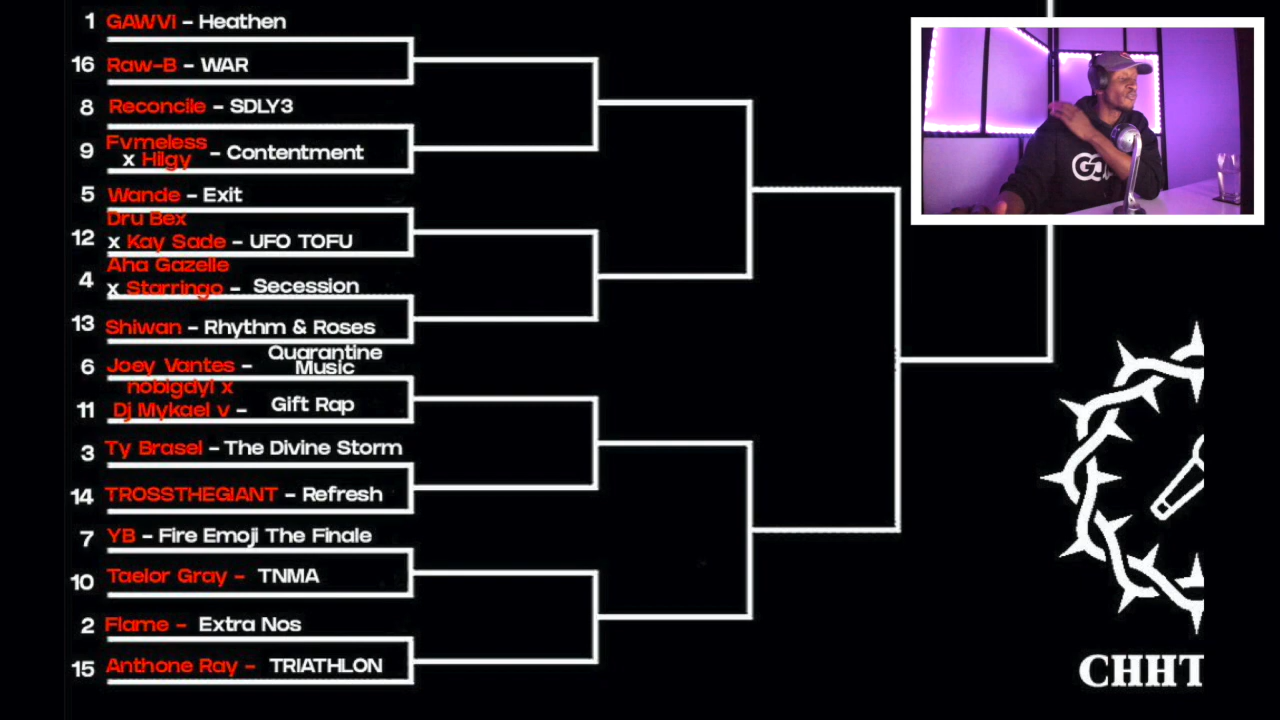 1 GAWVI - Heathen
16 Raw-B - WAR
8 Reconcile - SDLY3
9 Fvmeless
x Hilgy - Contentment
5 Wande - Exit
Dru Bex
12 x Kay Sade - UFO TOFU
Aha Gazelle
4 x Starringo - Secession
13 Shiwan - Rhythm & Roses
Quarantine
6 Joey Vantes - Music
nobigdyl x
11 Dj Mykael v - Gift Rap
3 Ty Brasel - The Divine Storm
14 TROSSTHEGIANT - Refresh
7 YB - Fire Emoji The Finale
10 Taelor Gray - TNMA
2 Flame - Extra Nos
15 Anthone Ray - TRIATHLON
CHHT